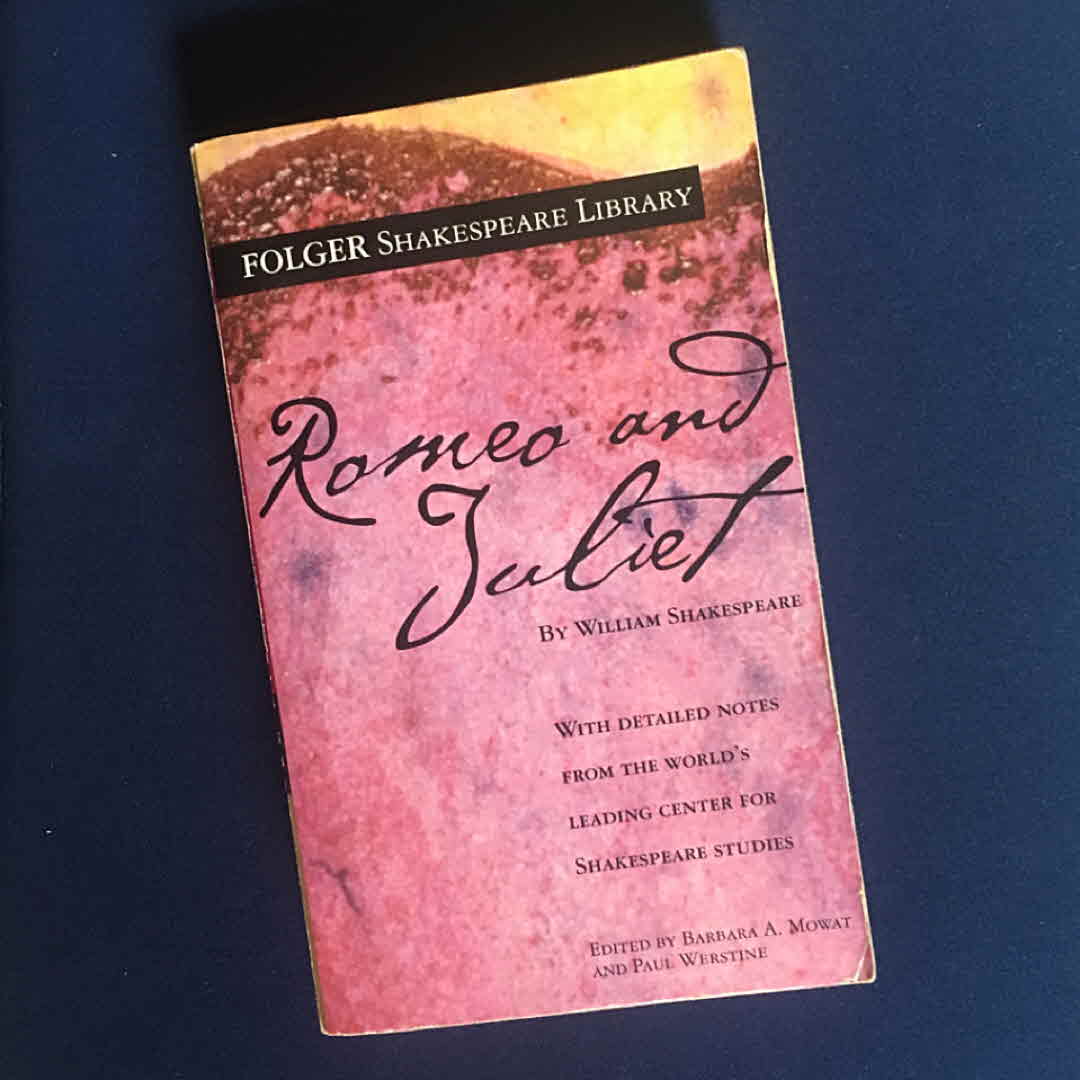 FOLGER SHAKESPEARE LIBRARY
Romeo and
Juliet
BY WILLIAM SHAKESPEARE
WITH DETAILED NOTES
FROM THE WORLD'S
LEADING CENTER FOR
SHAKESPEARE STUDIES
EDITED BY BARBARA A. MOWAT
AND PAUL WERSTINE